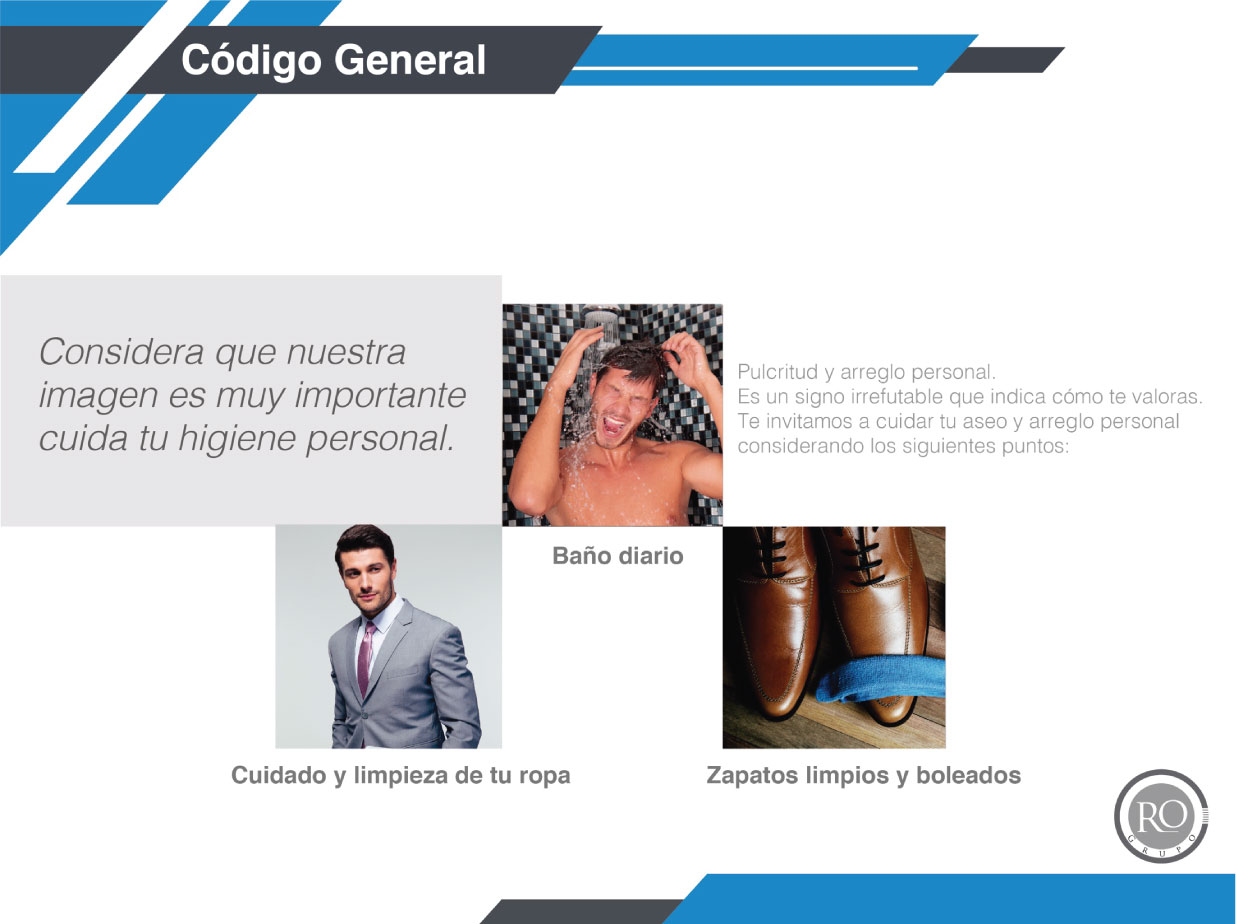 Código General
Considera que nuestra
imagen es muy importante
cuida tu higiene personal.
Pulcritud y arreglo personal.
Es un signo irrefutable que indica cómo te valoras.
Te invitamos a cuidar tu aseo y arreglo personal
considerando los siguientes puntos:
Baño diario
Cuidado y limpieza de tu ropa
Zapatos limpios y boleados
RO
GRUPO